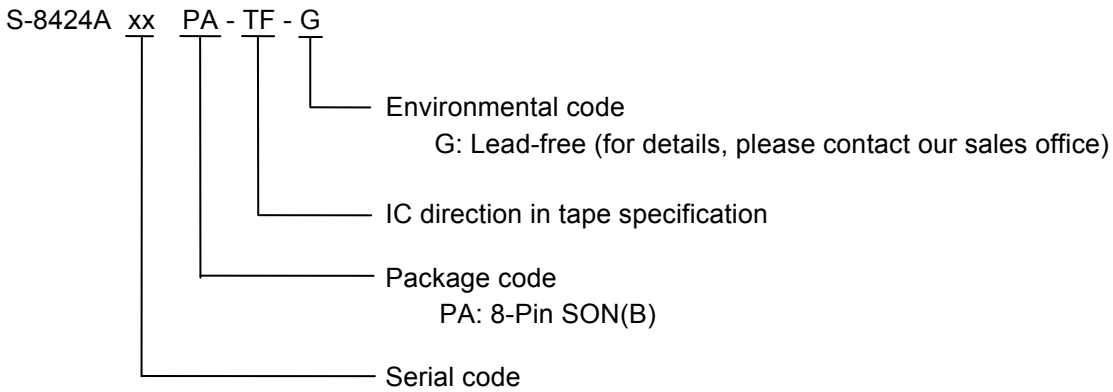 S-8424A xx PA - TF - G
Environmental code
G: Lead-free (for details, please contact our sales office)
IC direction in tape specification
Package code
PA: 8-Pin SON(B)
Serial code